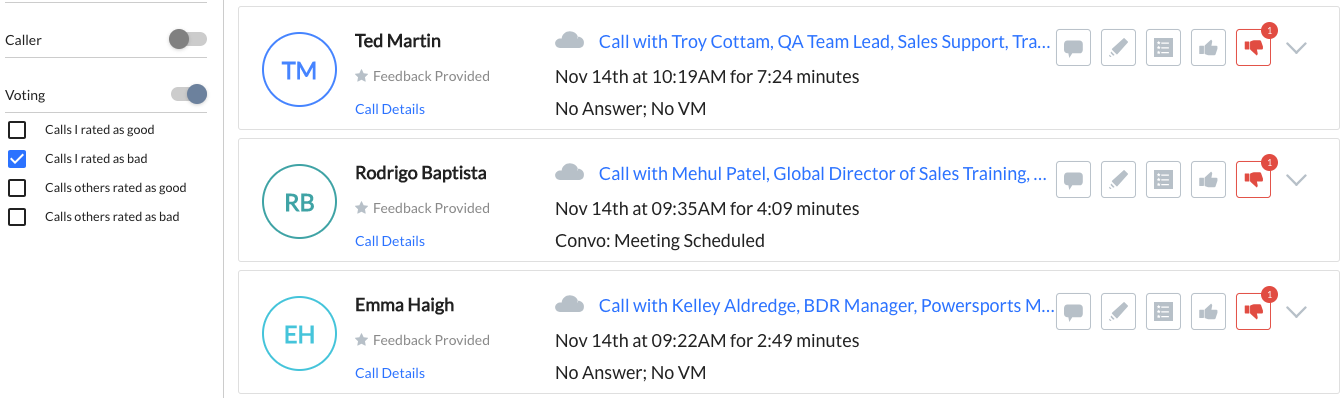 Caller
Voting
Calls I rated as good
Calls I rated as bad
Calls others rated as good
Calls others rated as bad
TM
Ted Martin
Feedback Provided
Call Details
Call with Troy Cottam, QA Team Lead, Sales Support, Tra...
Nov 14th at 10:19AM for 7:24 minutes
No Answer; No VM
1
RB
Rodrigo Baptista
Feedback Provided
Call Details
Call with Mehul Patel, Global Director of Sales Training, ...
Nov 14th at 09:35AM for 4:09 minutes
Convo: Meeting Scheduled
1
EH
Emma Haigh
Feedback Provided
Call Details
Call with Kelley Aldredge, BDR Manager, Powersports M...
Nov 14th at 09:22AM for 2:49 minutes
No Answer; No VM
1